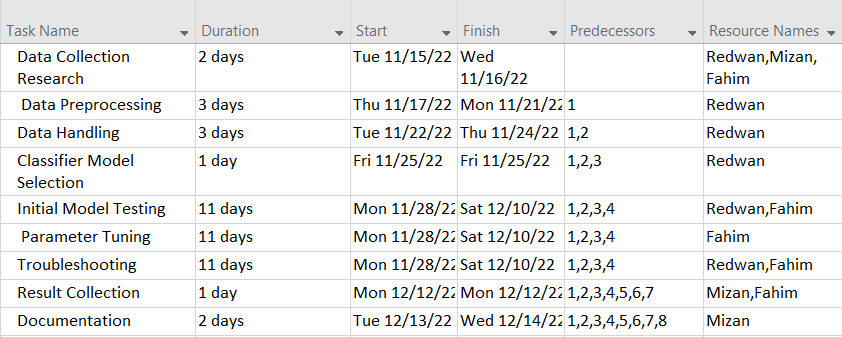 Task Name Duration Start Finish Predecessors Resource Names
Data Collection 2 days Tue 11/15/22 Wed Redwan,Mizan,
Research 11/16/22 Fahim
Data Preprocessing 3 days Thu 11/17/22 Mon 11/21/22 1 Redwan
Data Handling 3 days Tue 11/22/22 Thu 11/24/22 1,2 Redwan
Classifier Model 1 day Fri 11/25/22 Fri 11/25/22 1,2,3 Redwan
Selection
Initial Model Testing 11 days Mon 11/28/22 Sat 12/10/22 1,2,3,4 Redwan,Fahim
Parameter Tuning 11 days Mon 11/28/22 Sat 12/10/22 1,2,3,4 Fahim
Troubleshooting 11 days Mon 11/28/22 Sat 12/10/22 1,2,3,4 Redwan,Fahim
Result Collection 1 day Mon 12/12/22 Mon 12/12/22 1,2,3,4,5,6,7 Mizan,Fahim
Documentation 2 days Tue 12/13/22 Wed 12/14/22 1,2,3,4,5,6,7,8 Mizan